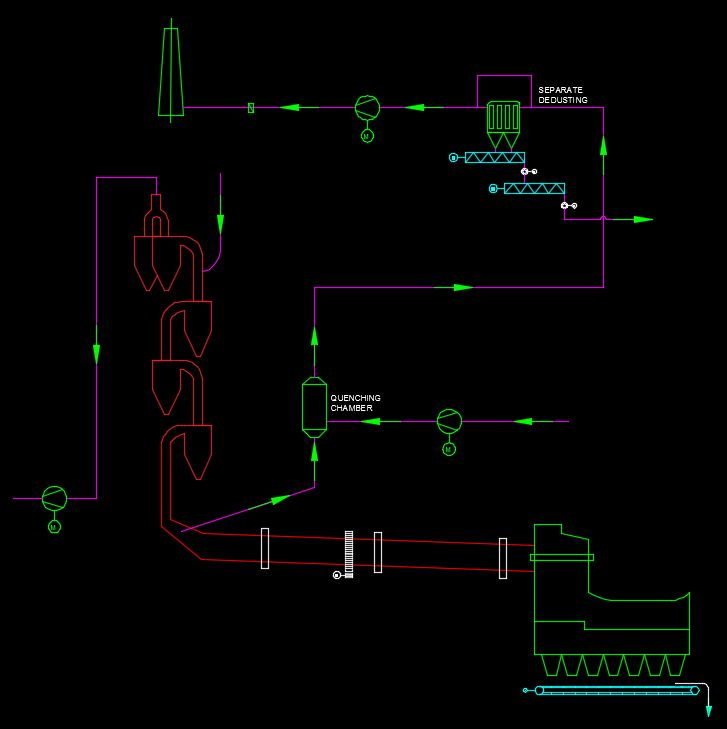 SEPARATE
DEDUSTING
M
QUENCHING
CHAMBER
M
M